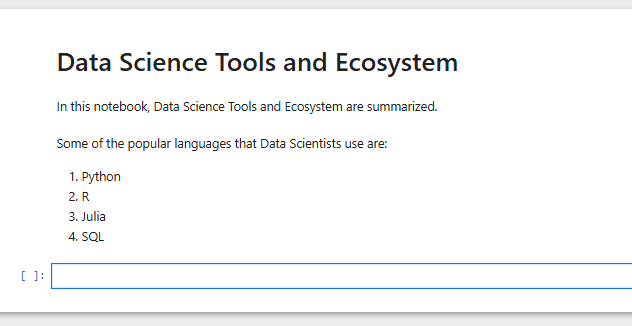 Data Science Tools and Ecosystem
In this notebook, Data Science Tools and Ecosystem are summarized.
Some of the popular languages that Data Scientists use are:
1. Python
2. R
3. Julia
4. SQL
[ ]: